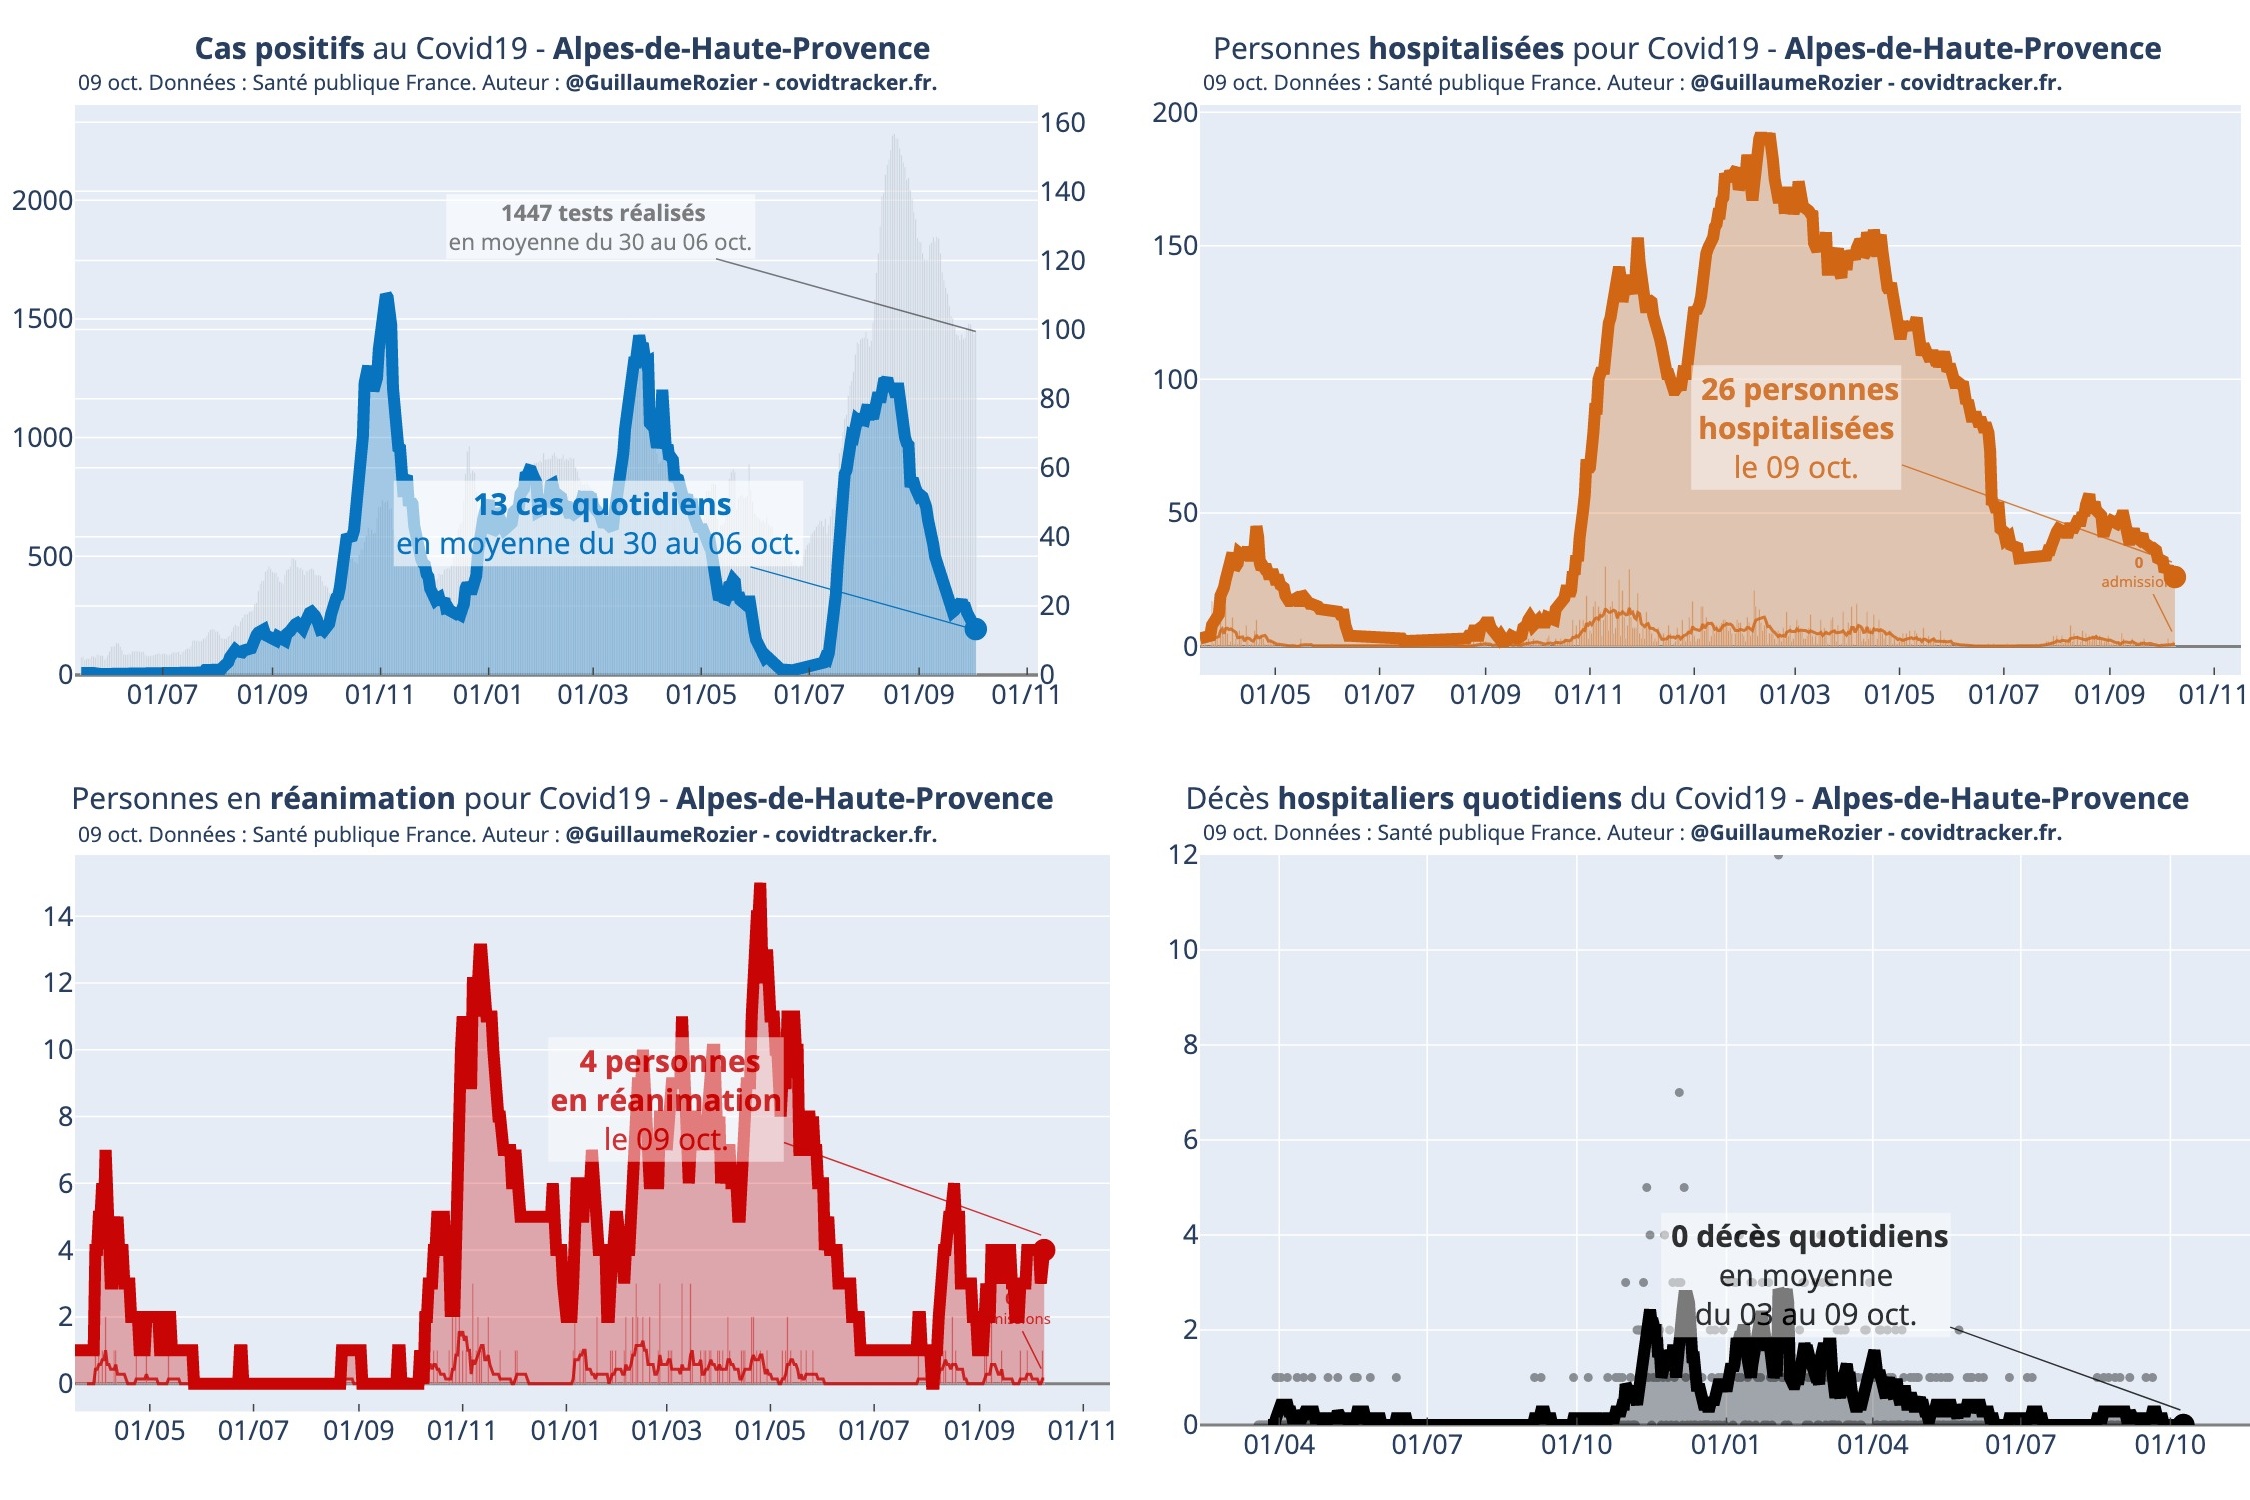 Cas positifs au Covid19 - Alpes-de-Haute-Provence
09 oct. Données : Santé publique France. Auteur : @GuillaumeRozier - covidtracker.fr.
160
140
120
100
80
60
40
20
0
2000
1500
1000
500
0
1447 tests réalisés
en moyenne du 30 au 06 oct.
13 cas quotidiens
en moyenne du 30 au 06 oct.
01/07 01/09 01/11 01/01 01/03 01/05 01/07 01/09 01/11
Personnes hospitalisées pour Covid19 - Alpes-de-Haute-Provence
09 oct. Données : Santé publique France. Auteur : @GuillaumeRozier - covidtracker.fr.
200
150
100
50
0
26 personnes
hospitalisées
le 09 oct.
0
admission
01/05 01/07 01/09 01/11 01/01 01/03 01/05 01/07 01/09 01/11
Personnes en réanimation pour Covid19 - Alpes-de-Haute-Provence
09 oct. Données : Santé publique France. Auteur : @GuillaumeRozier - covidtracker.fr.
14
12
10
8
6
4
2
0
4 personnes
en réanimation
le 09 oct.
01/05 01/07 01/09 01/11 01/01 01/03 01/05 01/07 01/09 01/11
Décès hospitaliers quotidiens du Covid19 - Alpes-de-Haute-Provence
09 oct. Données : Santé publique France. Auteur : @GuillaumeRozier - covidtracker.fr.
12
10
8
6
4
2
0
0 décès quotidiens
en moyenne
du 03 au 09 oct.
01/04 01/07 01/10 01/01 01/04 01/07 01/10